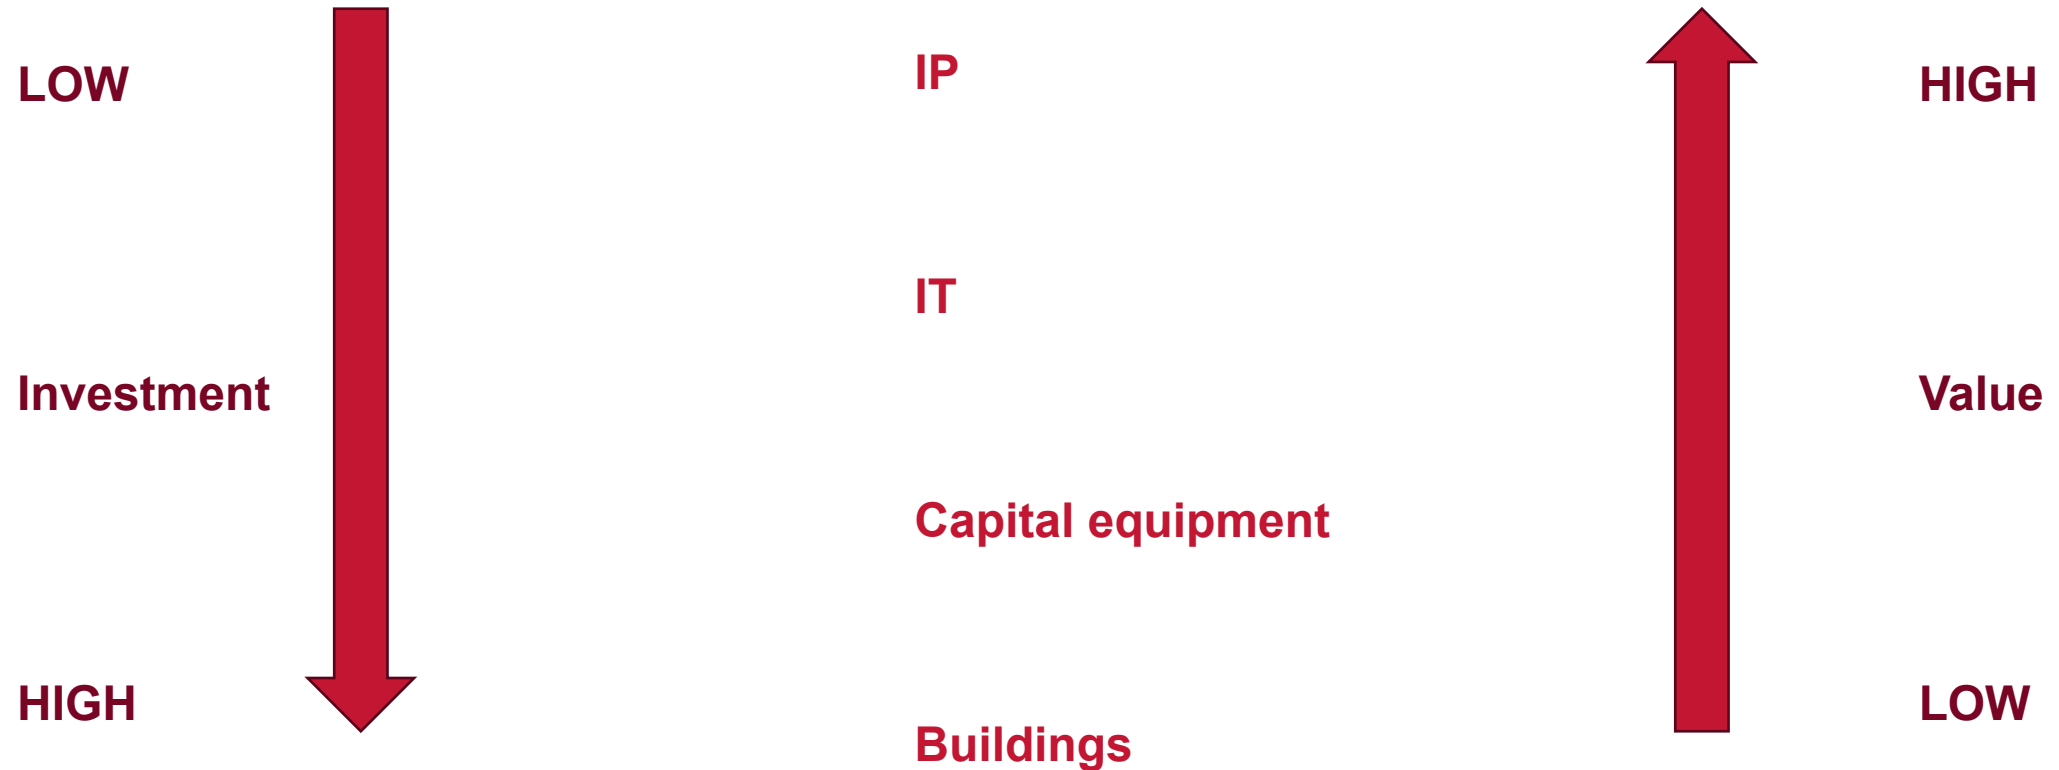 LOW
IP
HIGH
IT
Investment
Value
Capital equipment
HIGH
LOW
Buildings